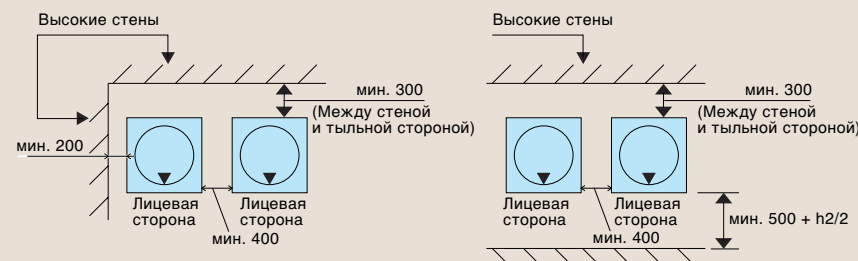 Высокие стены
мин. 300
(Между стеной
и тыльной стороной)
мин. 200
Лицевая
сторона
Лицевая
сторона
мин. 400
Высокие стены
мин. 300
(Между стеной
и тыльной стороной)
Лицевая
сторона
Лицевая
сторона
мин. 500 + h2/2
мин. 400